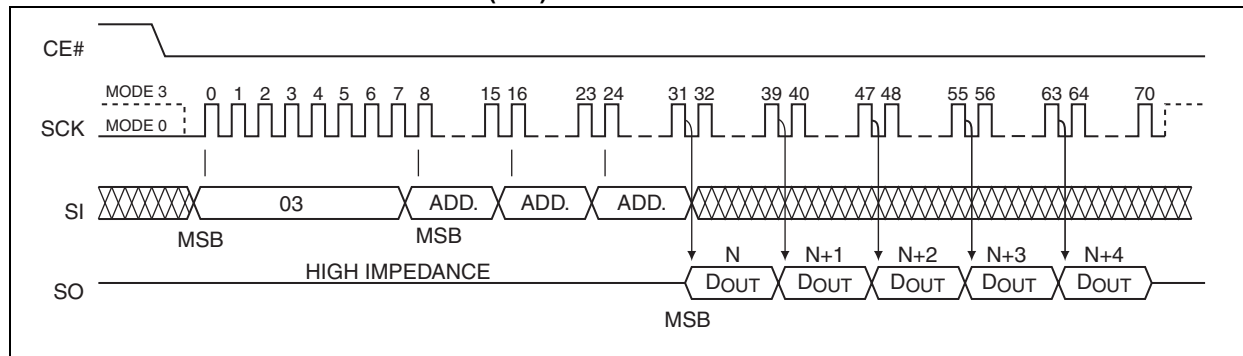 CE#
MODE 3
0 1 2 3 4 5 6 7 8 15 16 23 24 31 32 39 40 47 48 55 56 63 64 70
SCK
MODE 0
SI
03
ADD.
ADD.
ADD.
MSB
MSB
HIGH IMPEDANCE
N
N+1
N+2
N+3
N+4
SO
DOUT
DOUT
DOUT
DOUT
DOUT
MSB